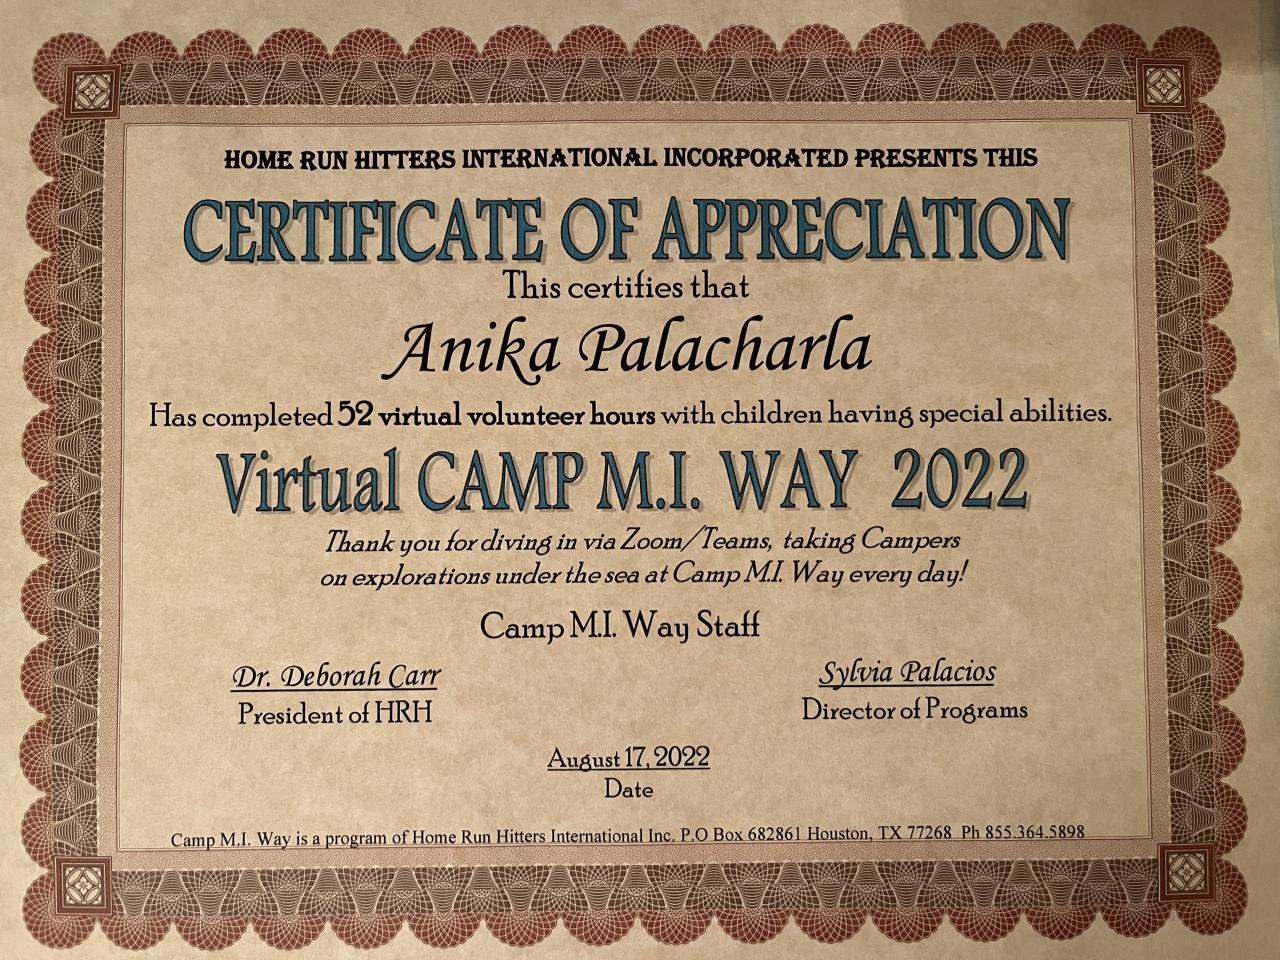 HOME RUN HITTERS INTERNATIONAL INCORPORATED PRESENTS THIS
CERTIFICATE OF APPRECIATION
This certifies that
Anika Palacharla
Has completed 52 virtual volunteer hours with children having special abilities.
Virtual CAMP M.I. WAY 2022
Thank you for diving in via Zoom/Teams, taking Campers
on explorations under the sea at Camp M.I. Way every day!
Camp M.I. Way Staff
Dr. Deborah Carr
President of HRH
Sylvia Palacios
Director of Programs
August 17, 2022
Date
Camp M.I. Way is a program of Home Run Hitters International Inc. P.O Box 682861 Houston, TX 77268 Ph 855.364.5898